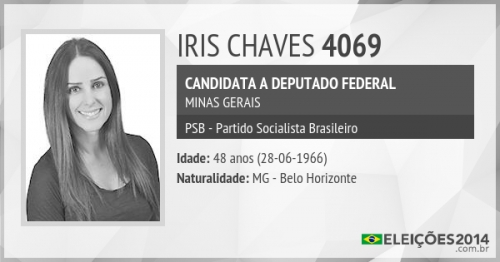 IRIS CHAVES 4069
CANDIDATA A DEPUTADO FEDERAL
MINAS GERAIS
PSB - Partido Socialista Brasileiro
Idade: 48 anos (28-06-1966)
Naturalidade: MG - Belo Horizonte
ELEIÇÕES2014
.com.br